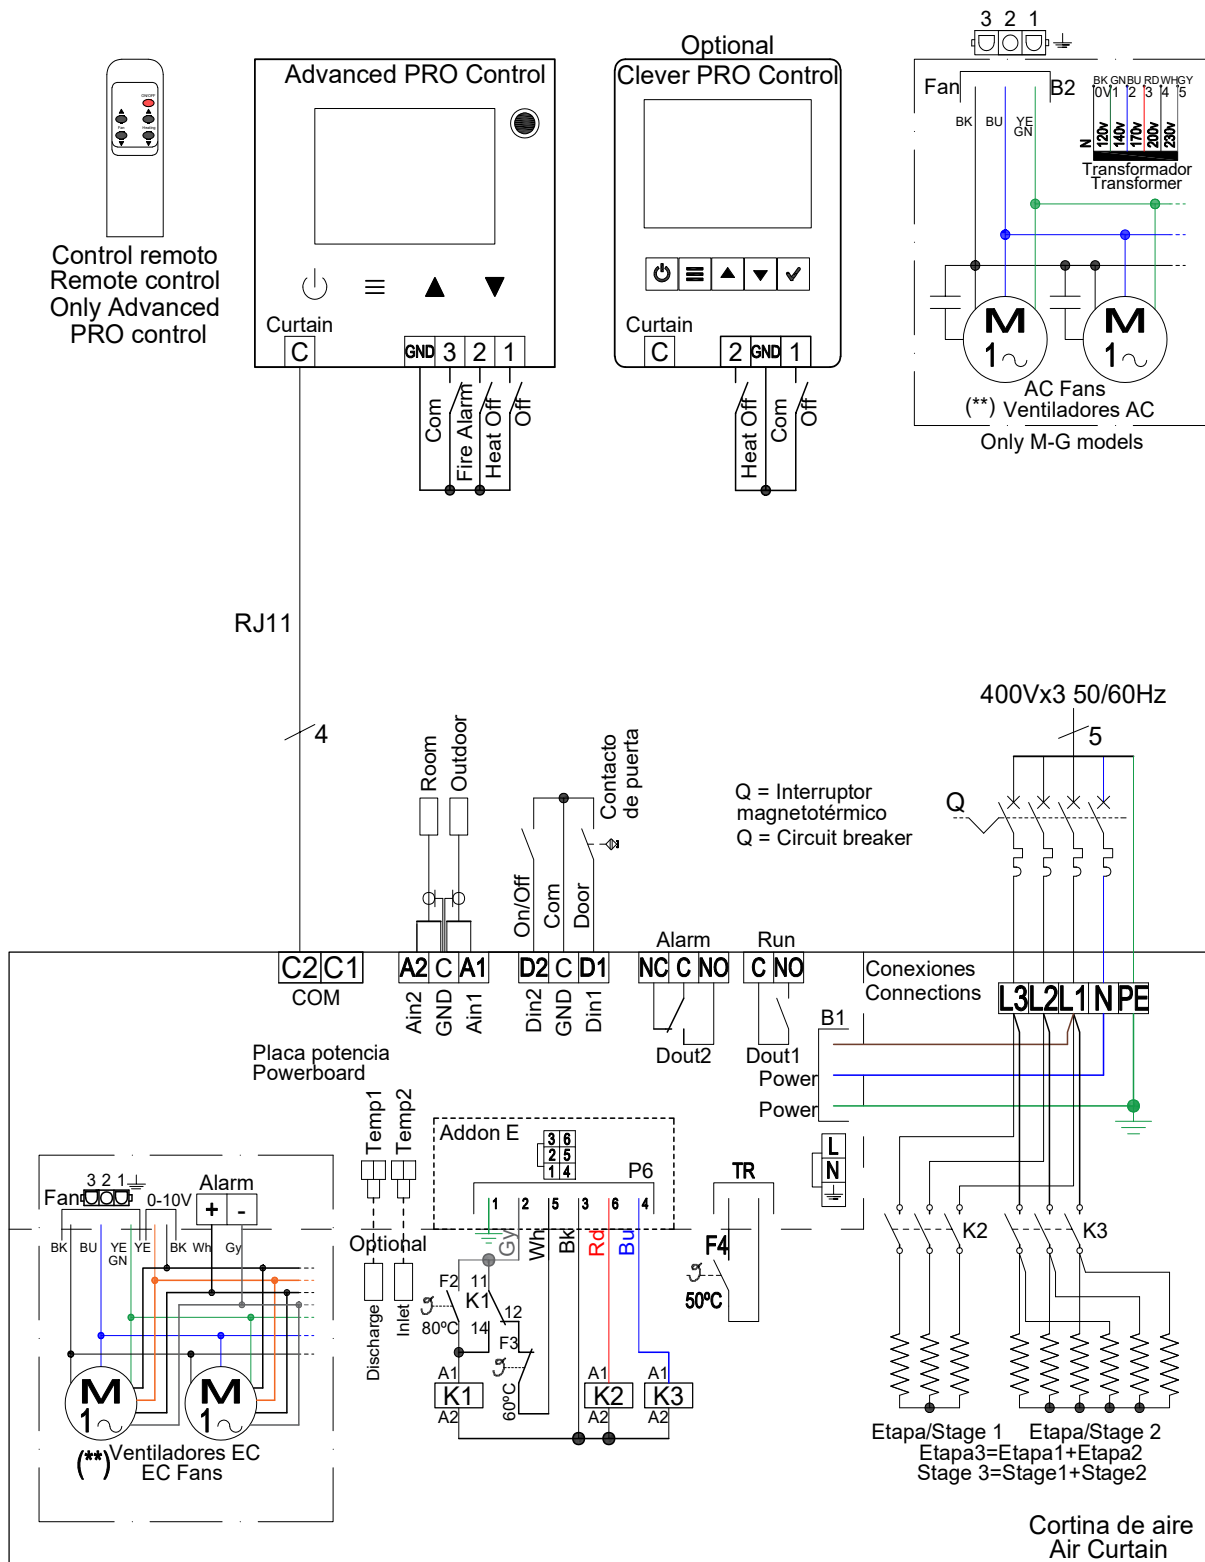 3 2 1
Optional
Advanced PRO Control
Clever PRO Control
ON/OFF
Fan
Heating
Control remoto
Remote control
Only Advanced
PRO control
Curtain
C
GND 3 2 1
Com
Fire Alarm
Heat Off
Off
Curtain
C
2 GND 1
Heat Off
Com
Off
Fan
B2
BK
BU
YE
GN
BK GN BU RD WH GY
0V 1 2 3 4 5
N
120v
140v
170v
200v
230v
Transformador
Transformer
M
1
M
1
AC Fans
(**) Ventiladores AC
Only M-G models
RJ11
4
Room
Outdoor
Contacto
de puerta
On/Off
Com
Door
Q = Interruptor
magnetotérmico
Q = Circuit breaker
400Vx3 50/60Hz
5
Q
C2 C1
COM
A2 C A1
Ain2
GND
Ain1
D2 C D1
Din2
GND
Din1
Alarm
NC C NO
Dout2
Run
C NO
Dout1
Conexiones
Connections
L3 L2 L1 N PE
B1
Power
Power
Placa potencia
Powerboard
Temp1
Temp2
Optional
Discharge
Inlet
Addon E
3 6
2 5
1 4
P6
1 2 5 3 6 4
Gy
Wh
Bk
Rd
Bu
TR
F4
50ºC
L
N
Fan
3 2 1
0-10V
Alarm
+ -
BK
BU
YE
GN
YE
BK
Wh
Gy
M
1
M
1
(**) Ventiladores EC
EC Fans
F2
80ºC
11
K1
12
14
F3
60ºC
A1
K1
A2
A1
K2
A2
A1
K3
A2
K2
K3
Etapa/Stage 1
Etapa/Stage 2
Etapa3=Etapa1+Etapa2
Stage 3=Stage1+Stage2
Cortina de aire
Air Curtain